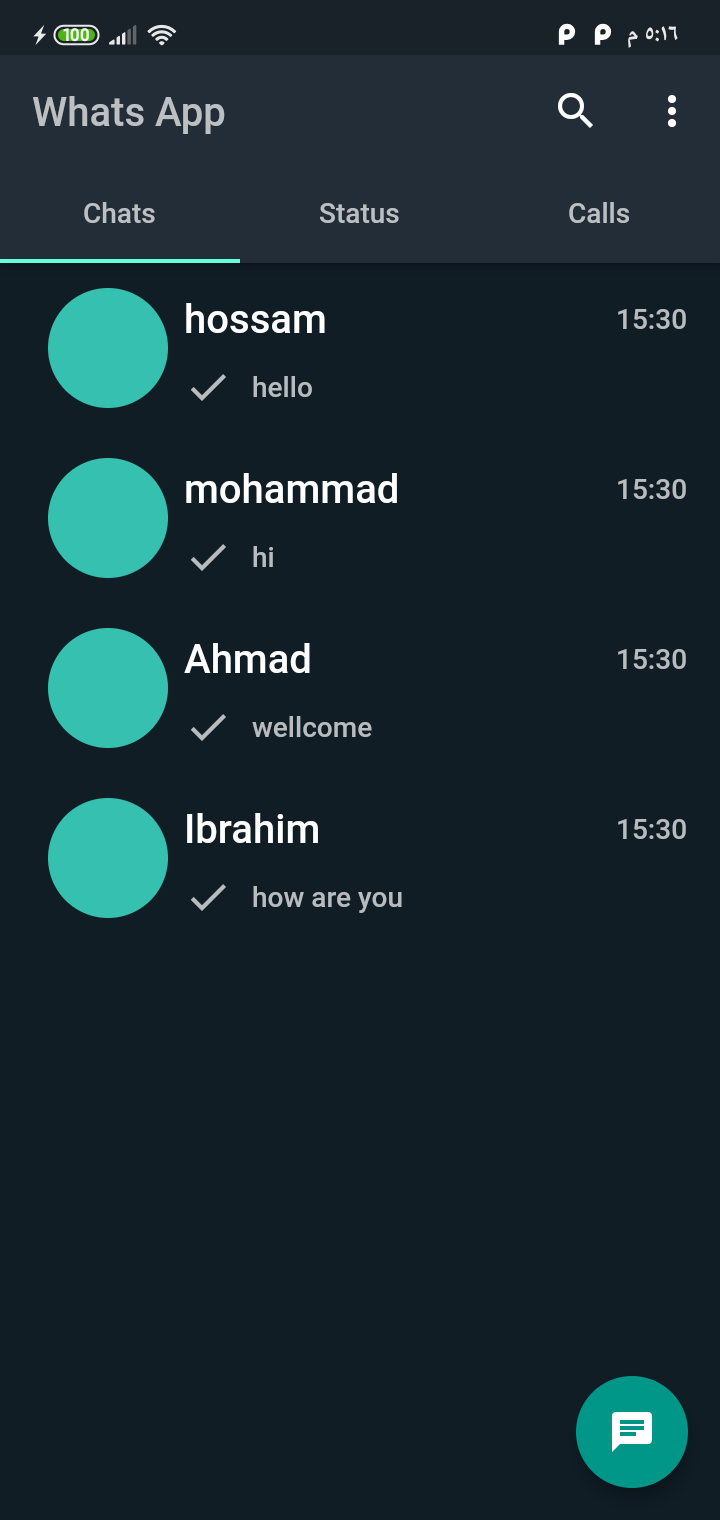 100 ٥:١٦ م
Whats App
Chats Status Calls
hossam 15:30
hello
mohammad 15:30
hi
Ahmad 15:30
wellcome
Ibrahim 15:30
how are you